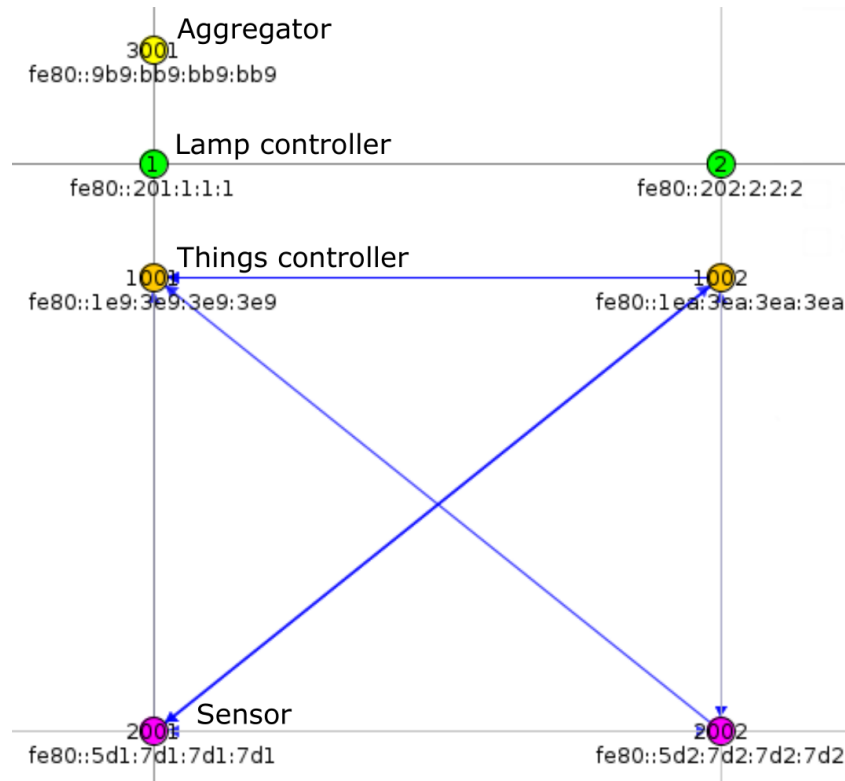 Aggregator
3001
fe80::9b9:bb9:bb9:bb9
Lamp controller
1
2
fe80::201:1:1:1
fe80::202:2:2:2
Things controller
1001
1002
fe80::1e9:3e9:3e9:3e9
fe80::1ea:3ea:3ea:3ea
Sensor
2001
2002
fe80::5d1:7d1:7d1:7d1
fe80::5d2:7d2:7d2:7d2